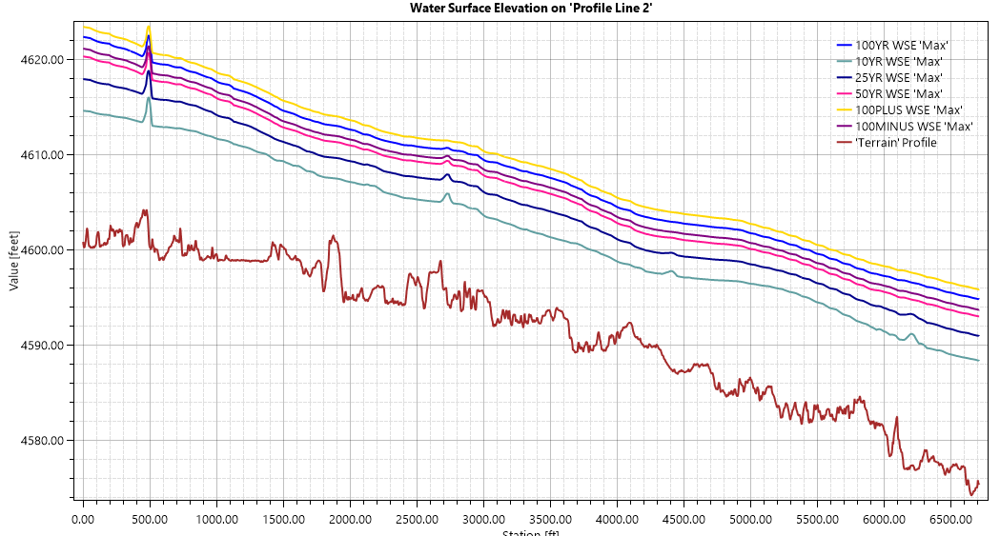 Water Surface Elevation on 'Profile Line 2'
100YR WSE 'Max'
10YR WSE 'Max'
25YR WSE 'Max'
50YR WSE 'Max'
100PLUS WSE 'Max'
100MINUS WSE 'Max'
'Terrain' Profile
Value [feet]
4620.00
4610.00
4600.00
4590.00
4580.00
0.00 500.00 1000.00 1500.00 2000.00 2500.00 3000.00 3500.00 4000.00 4500.00 5000.00 5500.00 6000.00 6500.00
Station [ft]